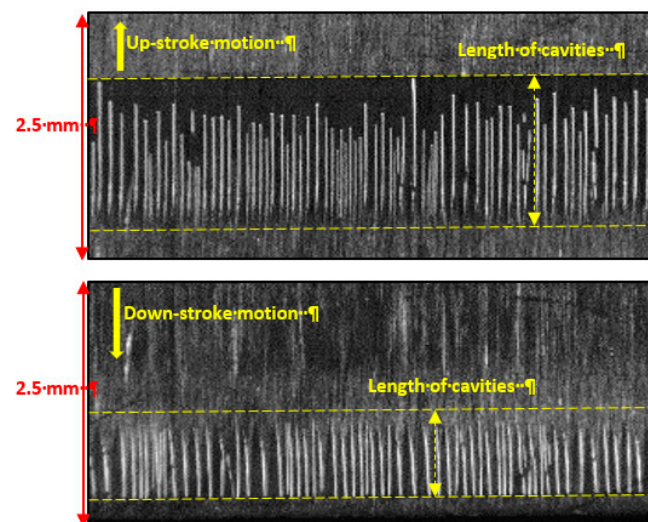 Up-stroke·motion··¶
Length·of·cavities··¶
2.5·mm·¶
Down-stroke·motion··¶
Length·of·cavities··¶
2.5·mm·¶